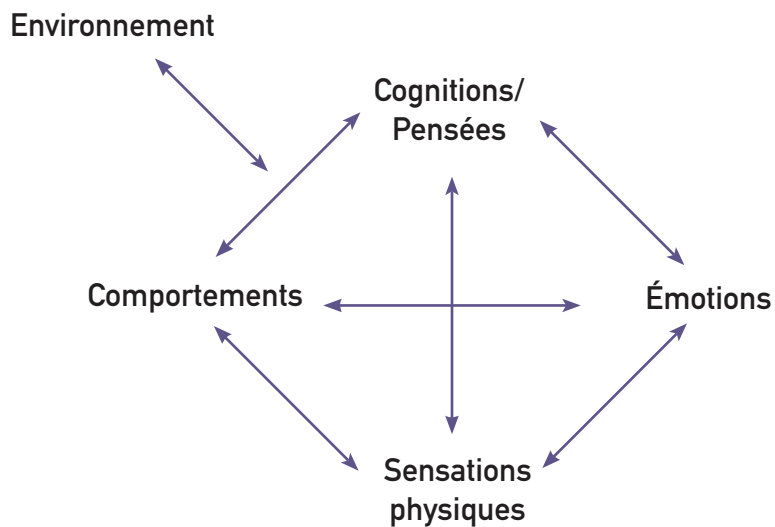 Environnement
Cognitions/
Pensées
Comportements
Émotions
Sensations
physiques